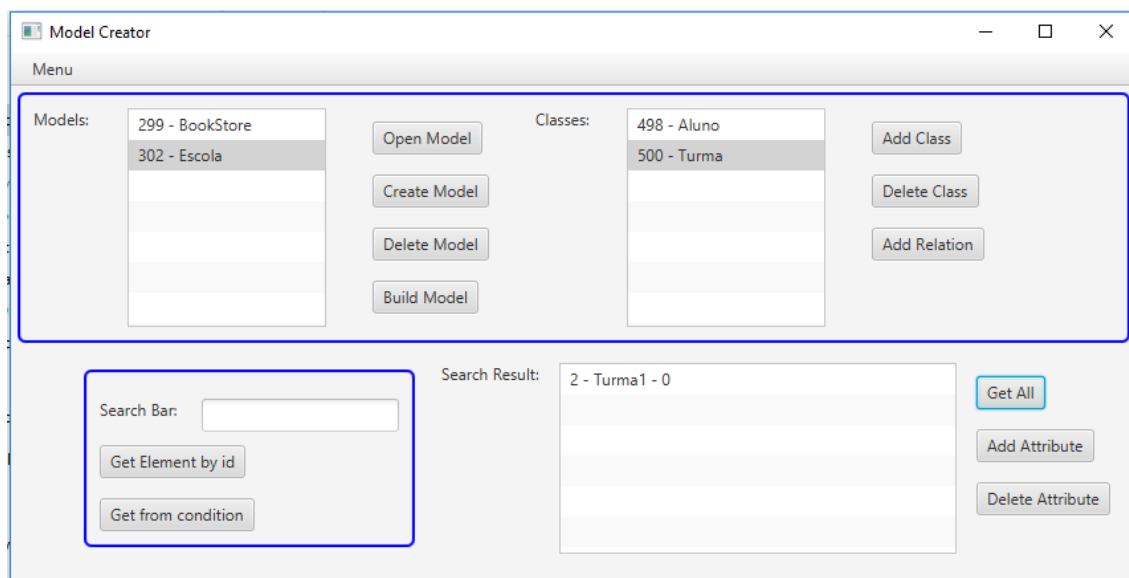 Model Creator
Menu
Models:
299 - BookStore
302 - Escola
Open Model
Create Model
Delete Model
Build Model
Classes:
498 - Aluno
500 - Turma
Add Class
Delete Class
Add Relation
Search Bar:
Get Element by id
Get from condition
Search Result:
2 - Turma1 - 0
Get All
Add Attribute
Delete Attribute